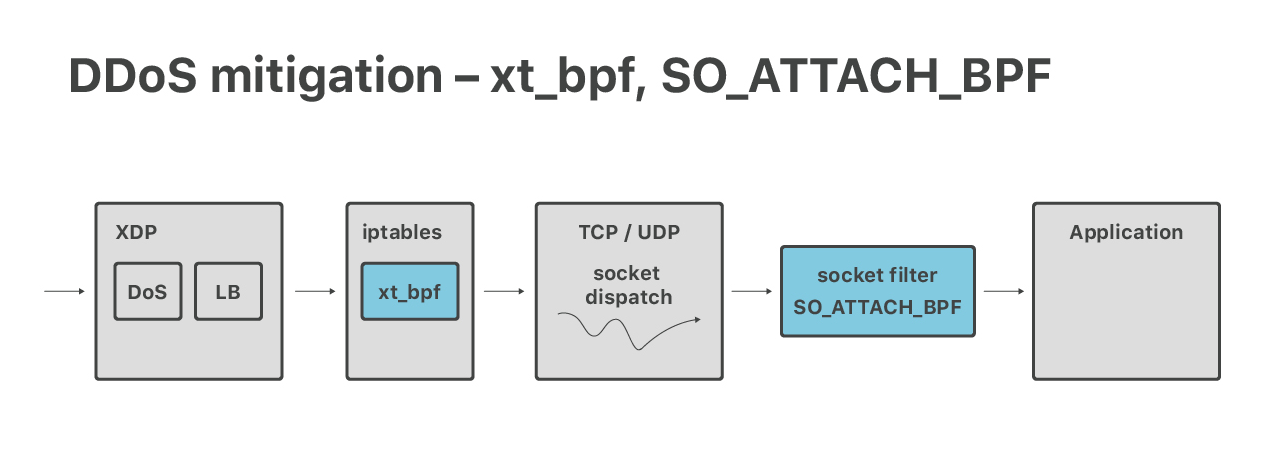 DDoS mitigation – xt_bpf, SO_ATTACH_BPF
XDP
DoS
LB
iptables
xt_bpf
TCP / UDP
socket
dispatch
socket filter
SO_ATTACH_BPF
Application